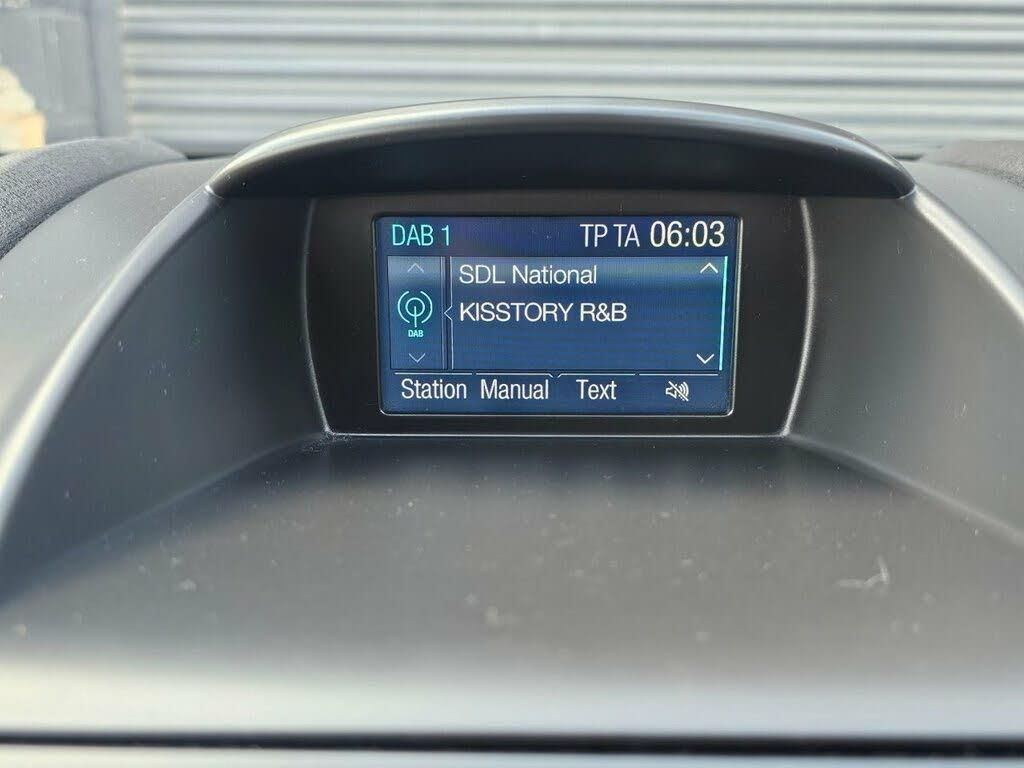 DAB 1 TP TA 06:03
SDL National
KISSTORY R&B
DAB
Station Manual Text